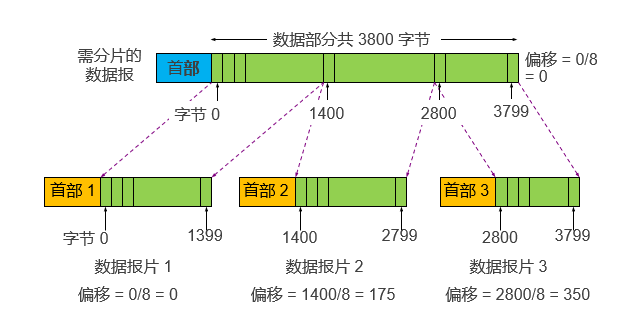 数据部分共 3800 字节
需分片的
数据报
首部
偏移 = 0/8
= 0
字节 0
1400
2800
3799
首部 1
首部 2
首部 3
字节 0
1399
1400
2799
2800
3799
数据报片 1
数据报片 2
数据报片 3
偏移 = 0/8 = 0
偏移 = 1400/8 = 175
偏移 = 2800/8 = 350